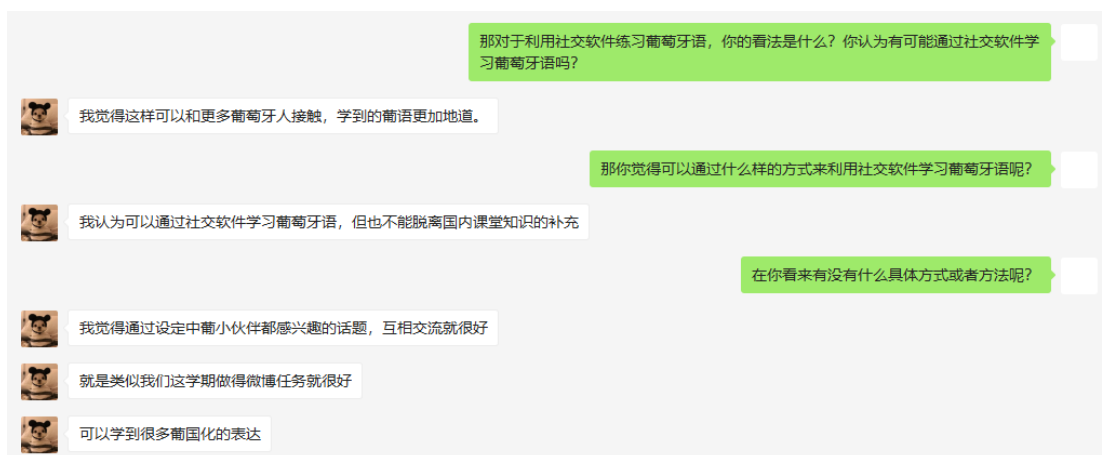 那对于利用社交软件练习葡萄牙语，你的看法是什么？你认为有可能通过社交软件学
习葡萄牙语吗？
我觉得这样可以和更多葡萄牙人接触，学到的葡语更加地道。
那你觉得可以通过什么样的方式来利用社交软件学习葡萄牙语呢？
我认为可以通过社交软件学习葡萄牙语，但也不能脱离国内课堂知识的补充
在你看来有没有什么具体方式或者方法呢？
我觉得通过设定中葡小伙伴都感兴趣的话题，互相交流就很好
就是类似我们这学期做得微博任务就很好
可以学到很多葡国化的表达